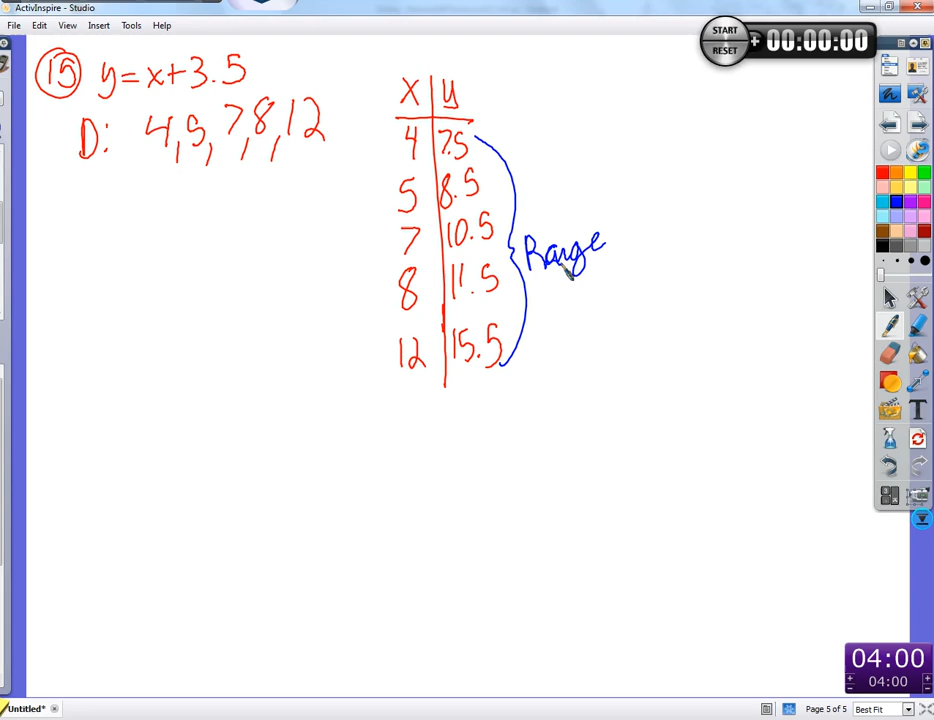 ActivInspire - Studio
File Edit View Insert Tools Help
START
RESET
+ 00:00:00
15 y=x+3.5
D: 4,5,7,8,12
x y
4 7.5
5 8.5
7 10.5
8 11.5
12 15.5
Range
T
04:00
+ 04:00 +
Untitled*
Page 5 of 5
Best Fit